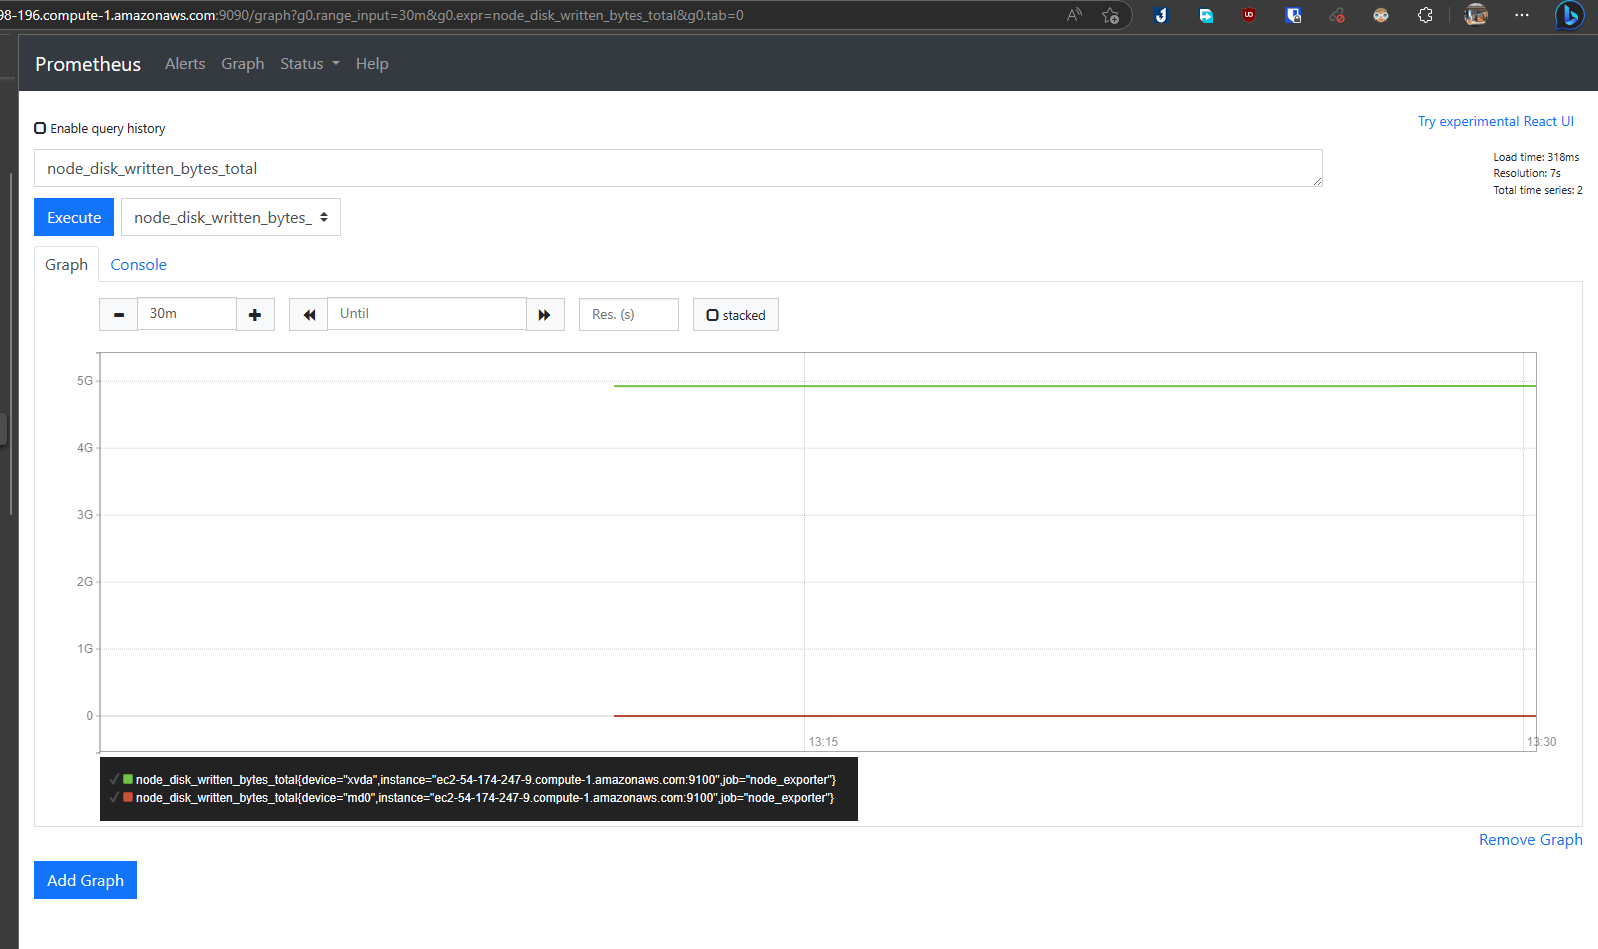 98-196.compute-1.amazonaws.com:9090/graph?g0.range_input=30m&g0.expr=node_disk_written_bytes_total&g0.tab=0
Prometheus Alerts Graph Status Help
Enable query history
Try experimental React UI
node_disk_written_bytes_total
Load time: 318ms
Resolution: 7s
Total time series: 2
Execute node_disk_written_bytes_
Graph Console
30m Until Res. (s) stacked
5G
4G
3G
2G
1G
0
13:15 13:30
node_disk_written_bytes_total{device="xvda",instance="ec2-54-174-247-9.compute-1.amazonaws.com:9100",job="node_exporter"}
node_disk_written_bytes_total{device="md0",instance="ec2-54-174-247-9.compute-1.amazonaws.com:9100",job="node_exporter"}
Remove Graph
Add Graph